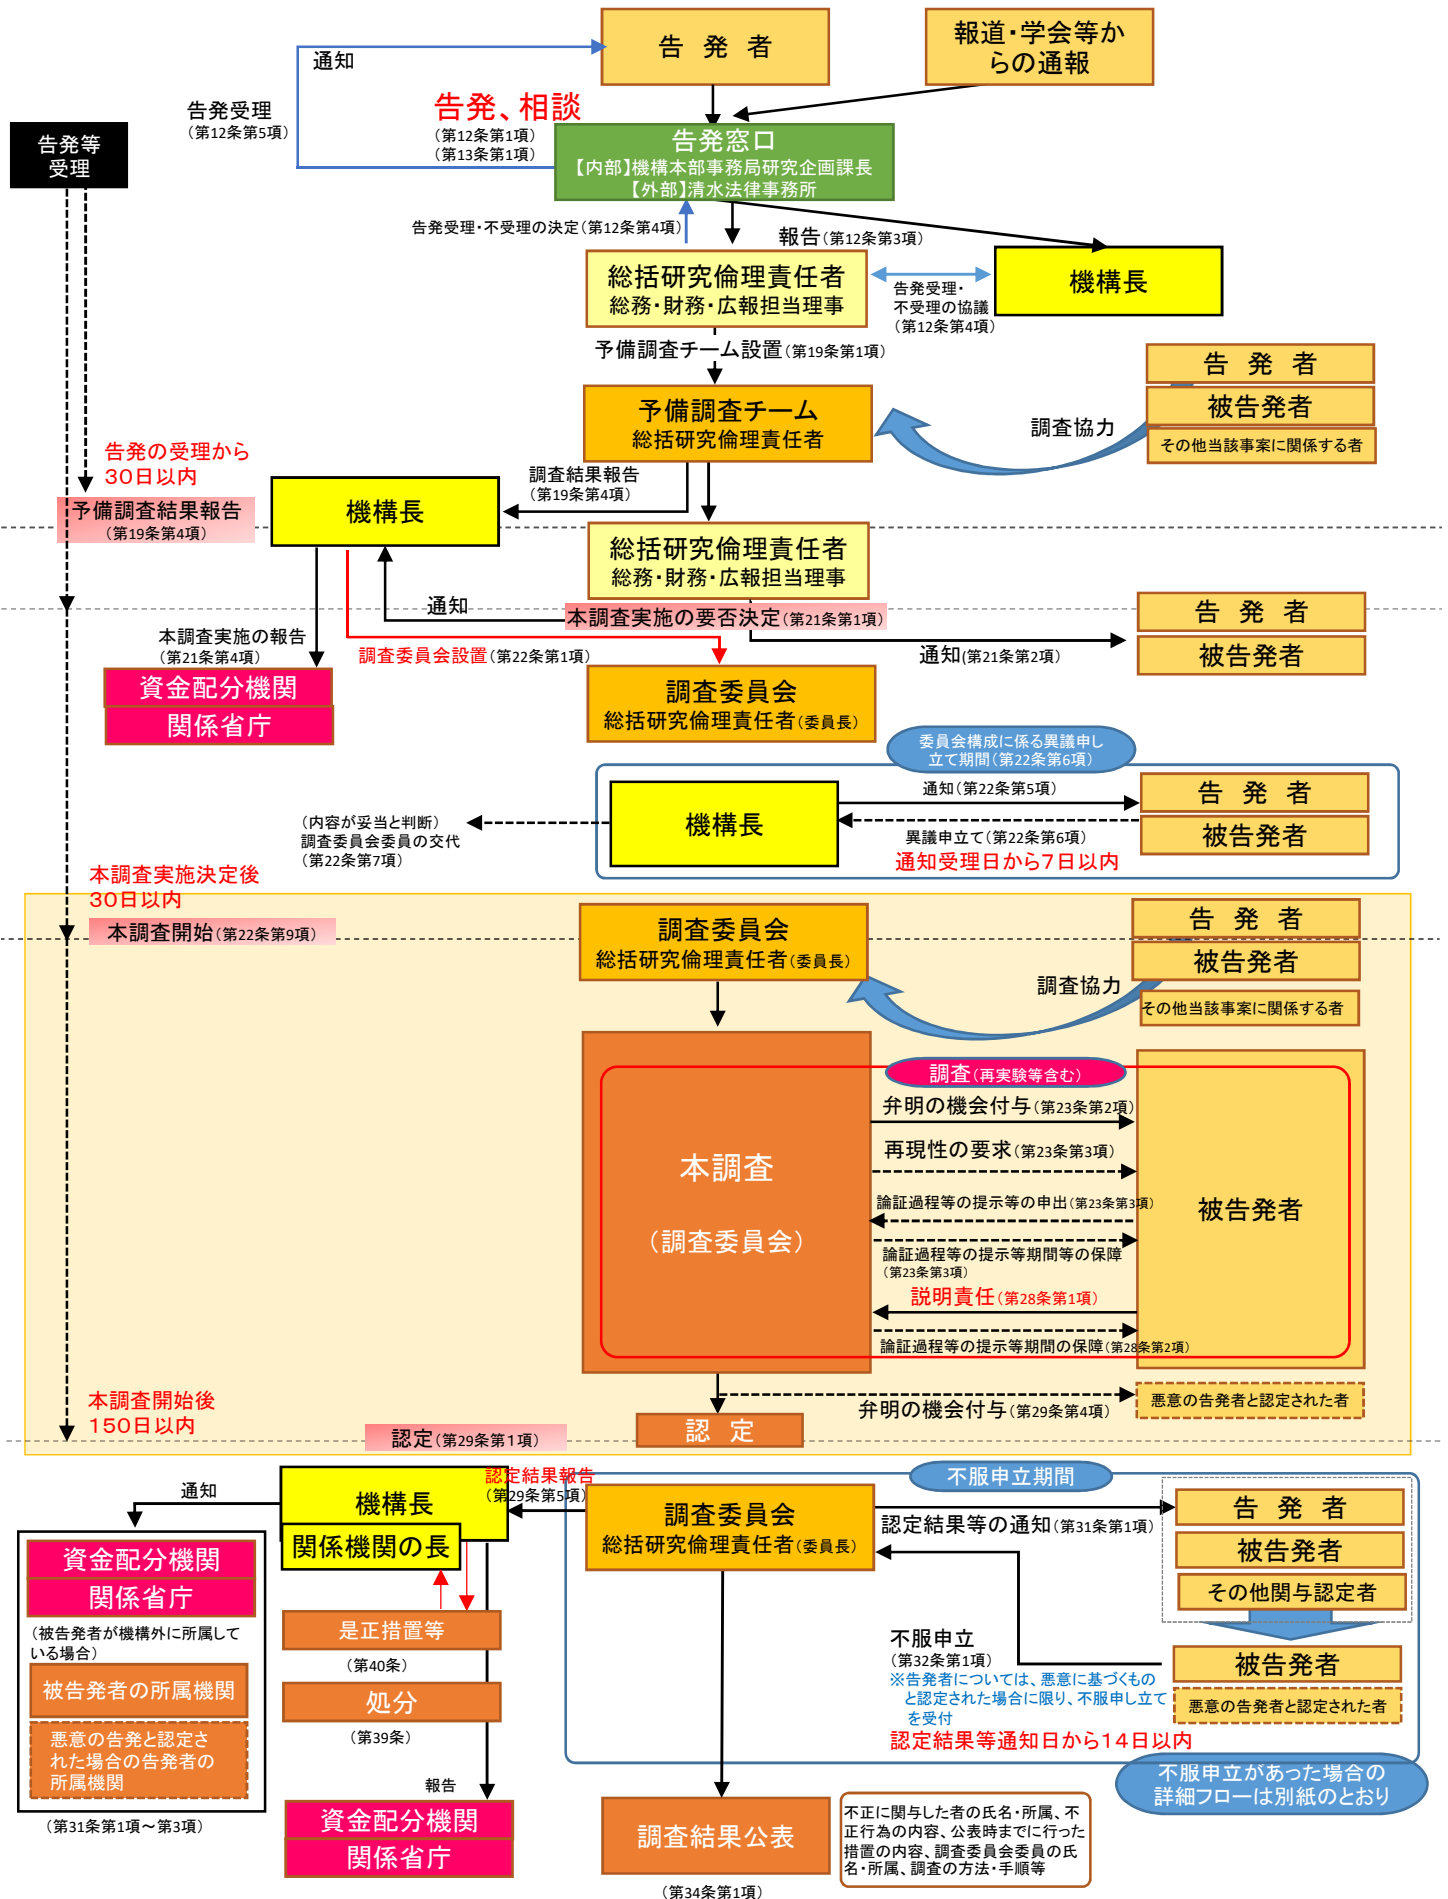 告 発 者
報道・学会等か
らの通報
通知
告発受理
(第12条第5項)
告発、相談
(第12条第1項)
(第13条第1項)
告発等
受理
告発窓口
【内部】機構本部事務局研究企画課長
【外部】清水法律事務所
告発受理・不受理の決定(第12条第4項)
報告(第12条第3項)
総括研究倫理責任者
総務・財務・広報担当理事
告発受理・
不受理の協議
(第12条第4項)
機構長
予備調査チーム設置(第19条第1項)
告 発 者
被告発者
その他当該事案に関係する者
予備調査チーム
総括研究倫理責任者
調査協力
告発の受理から
30日以内
予備調査結果報告
(第19条第4項)
調査結果報告
(第19条第4項)
機構長
総括研究倫理責任者
総務・財務・広報担当理事
通知
本調査実施の要否決定(第21条第1項)
告 発 者
被告発者
通知(第21条第2項)
本調査実施の報告
(第21条第4項)
調査委員会設置(第22条第1項)
資金配分機関
関係省庁
調査委員会
総括研究倫理責任者(委員長)
委員会構成に係る異議申し
立て期間(第22条第6項)
機構長
通知(第22条第5項)
告 発 者
被告発者
異議申立て(第22条第6項)
通知受理日から7日以内
(内容が妥当と判断)
調査委員会委員の交代
(第22条第7項)
本調査実施決定後
30日以内
本調査開始(第22条第9項)
調査委員会
総括研究倫理責任者(委員長)
告 発 者
被告発者
その他当該事案に関係する者
調査協力
調査(再実験等含む)
弁明の機会付与(第23条第2項)
再現性の要求(第23条第3項)
論証過程等の提示等の申出(第23条第3項)
論証過程等の提示等期間等の保障
(第23条第3項)
説明責任(第28条第1項)
論証過程等の提示等期間の保障(第28条第2項)
本調査
(調査委員会)
被告発者
本調査開始後
150日以内
弁明の機会付与(第29条第4項)
悪意の告発者と認定された者
認 定
認定(第29条第1項)
認定結果報告
(第29条第5項)
不服申立期間
通知
機構長
関係機関の長
調査委員会
総括研究倫理責任者(委員長)
認定結果等の通知(第31条第1項)
告 発 者
被告発者
その他関与認定者
資金配分機関
関係省庁
(被告発者が機構外に所属して
いる場合)
被告発者の所属機関
悪意の告発と認定さ
れた場合の告発者の
所属機関
(第31条第1項~第3項)
是正措置等
(第40条)
処分
(第39条)
報告
資金配分機関
関係省庁
不服申立
(第32条第1項)
※告発者については、悪意に基づくもの
と認定された場合に限り、不服申し立て
を受付
認定結果等通知日から14日以内
被告発者
悪意の告発者と認定された者
不服申立があった場合の
詳細フローは別紙のとおり
調査結果公表
(第34条第1項)
不正に関与した者の氏名・所属、不
正行為の内容、公表時までに行った
措置の内容、調査委員会委員の氏
名・所属、調査の方法・手順等